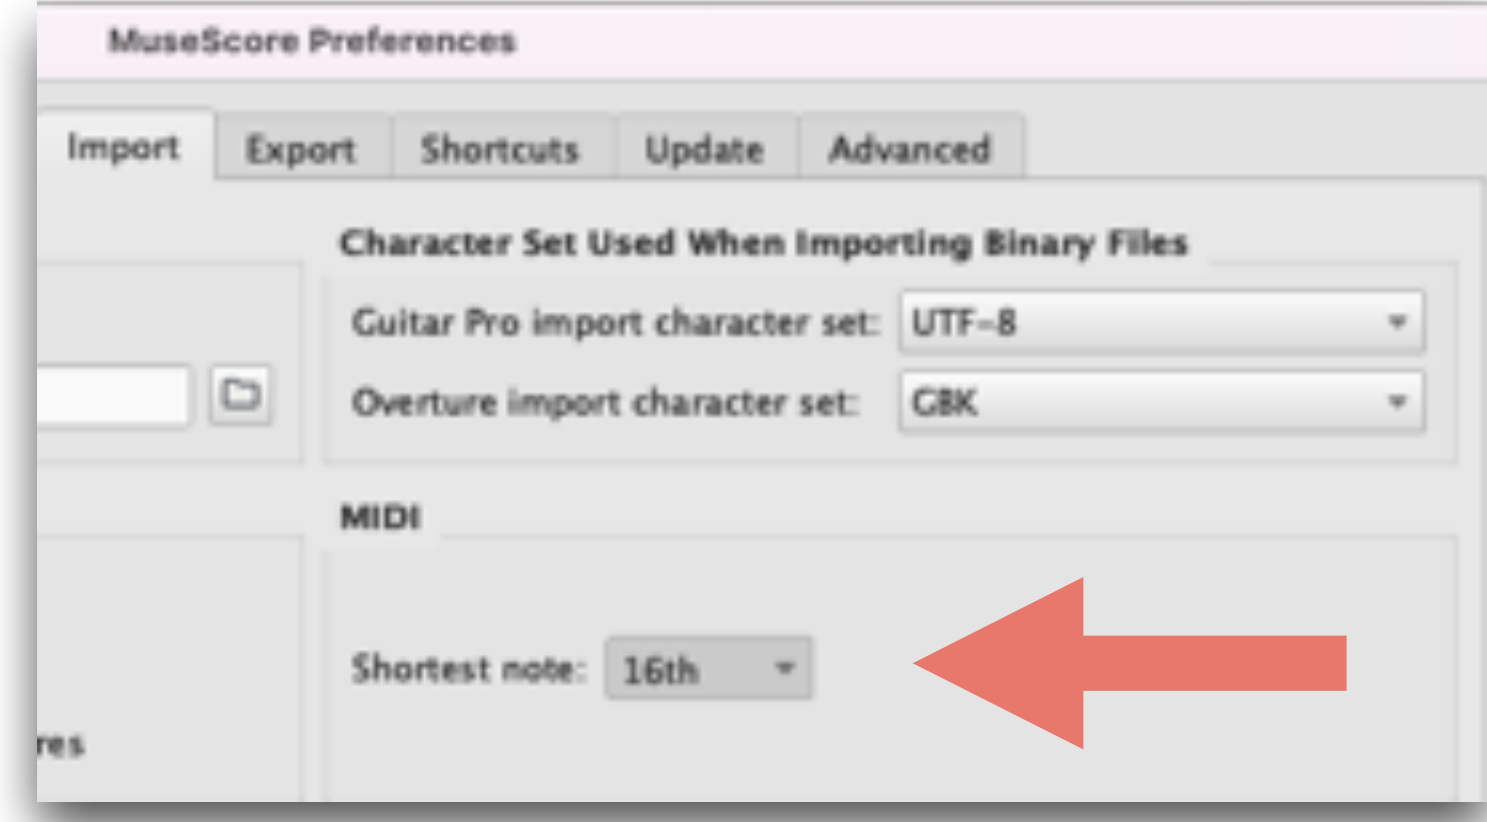 MuseScore Preferences
Import Export Shortcuts Update Advanced
Character Set Used When Importing Binary Files
Guitar Pro import character set: UTF-8
Overture import character set: GBK
MIDI
Shortest note: 16th
res